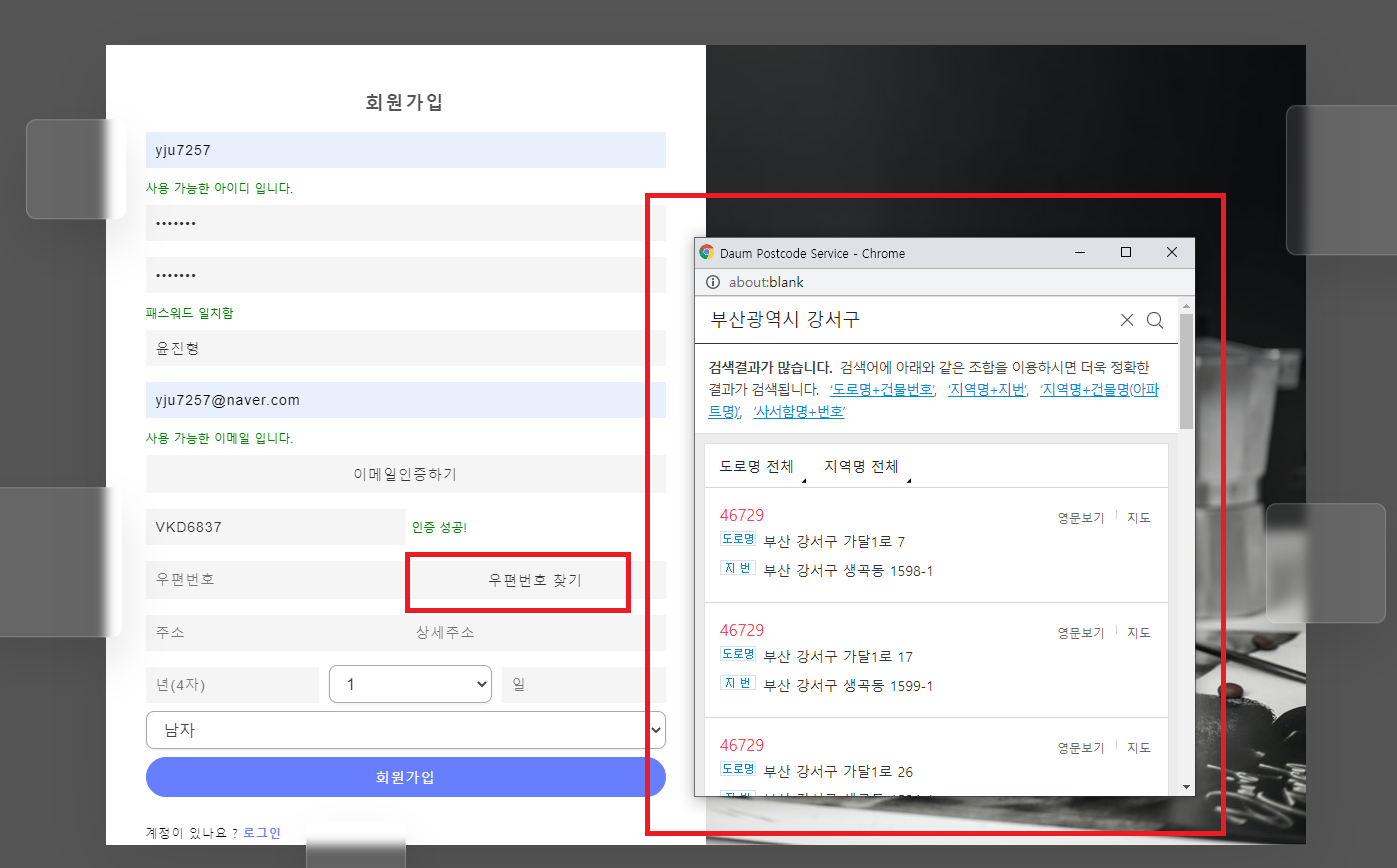 회원가입
yju7257
사용 가능한 아이디 입니다.
•••••••
•••••••
패스워드 일치함
윤진형
yju7257@naver.com
사용 가능한 이메일 입니다.
이메일인증하기
VKD6837
인증 성공!
우편번호
우편번호 찾기
주소
상세주소
년(4자)
1
일
남자
회원가입
계정이 있나요 ? 로그인
Daum Postcode Service - Chrome
about:blank
부산광역시 강서구
검색결과가 많습니다. 검색어에 아래와 같은 조합을 이용하시면 더욱 정확한
결과가 검색됩니다. '도로명+건물번호', '지역명+지번', '지역명+건물명(아파
트명)', '사서함명+번호'
도로명 전체 지역명 전체
46729 영문보기 지도
도로명 부산 강서구 가달1로 7
지 번 부산 강서구 생곡동 1598-1
46729 영문보기 지도
도로명 부산 강서구 가달1로 17
지 번 부산 강서구 생곡동 1599-1
46729 영문보기 지도
도로명 부산 강서구 가달1로 26